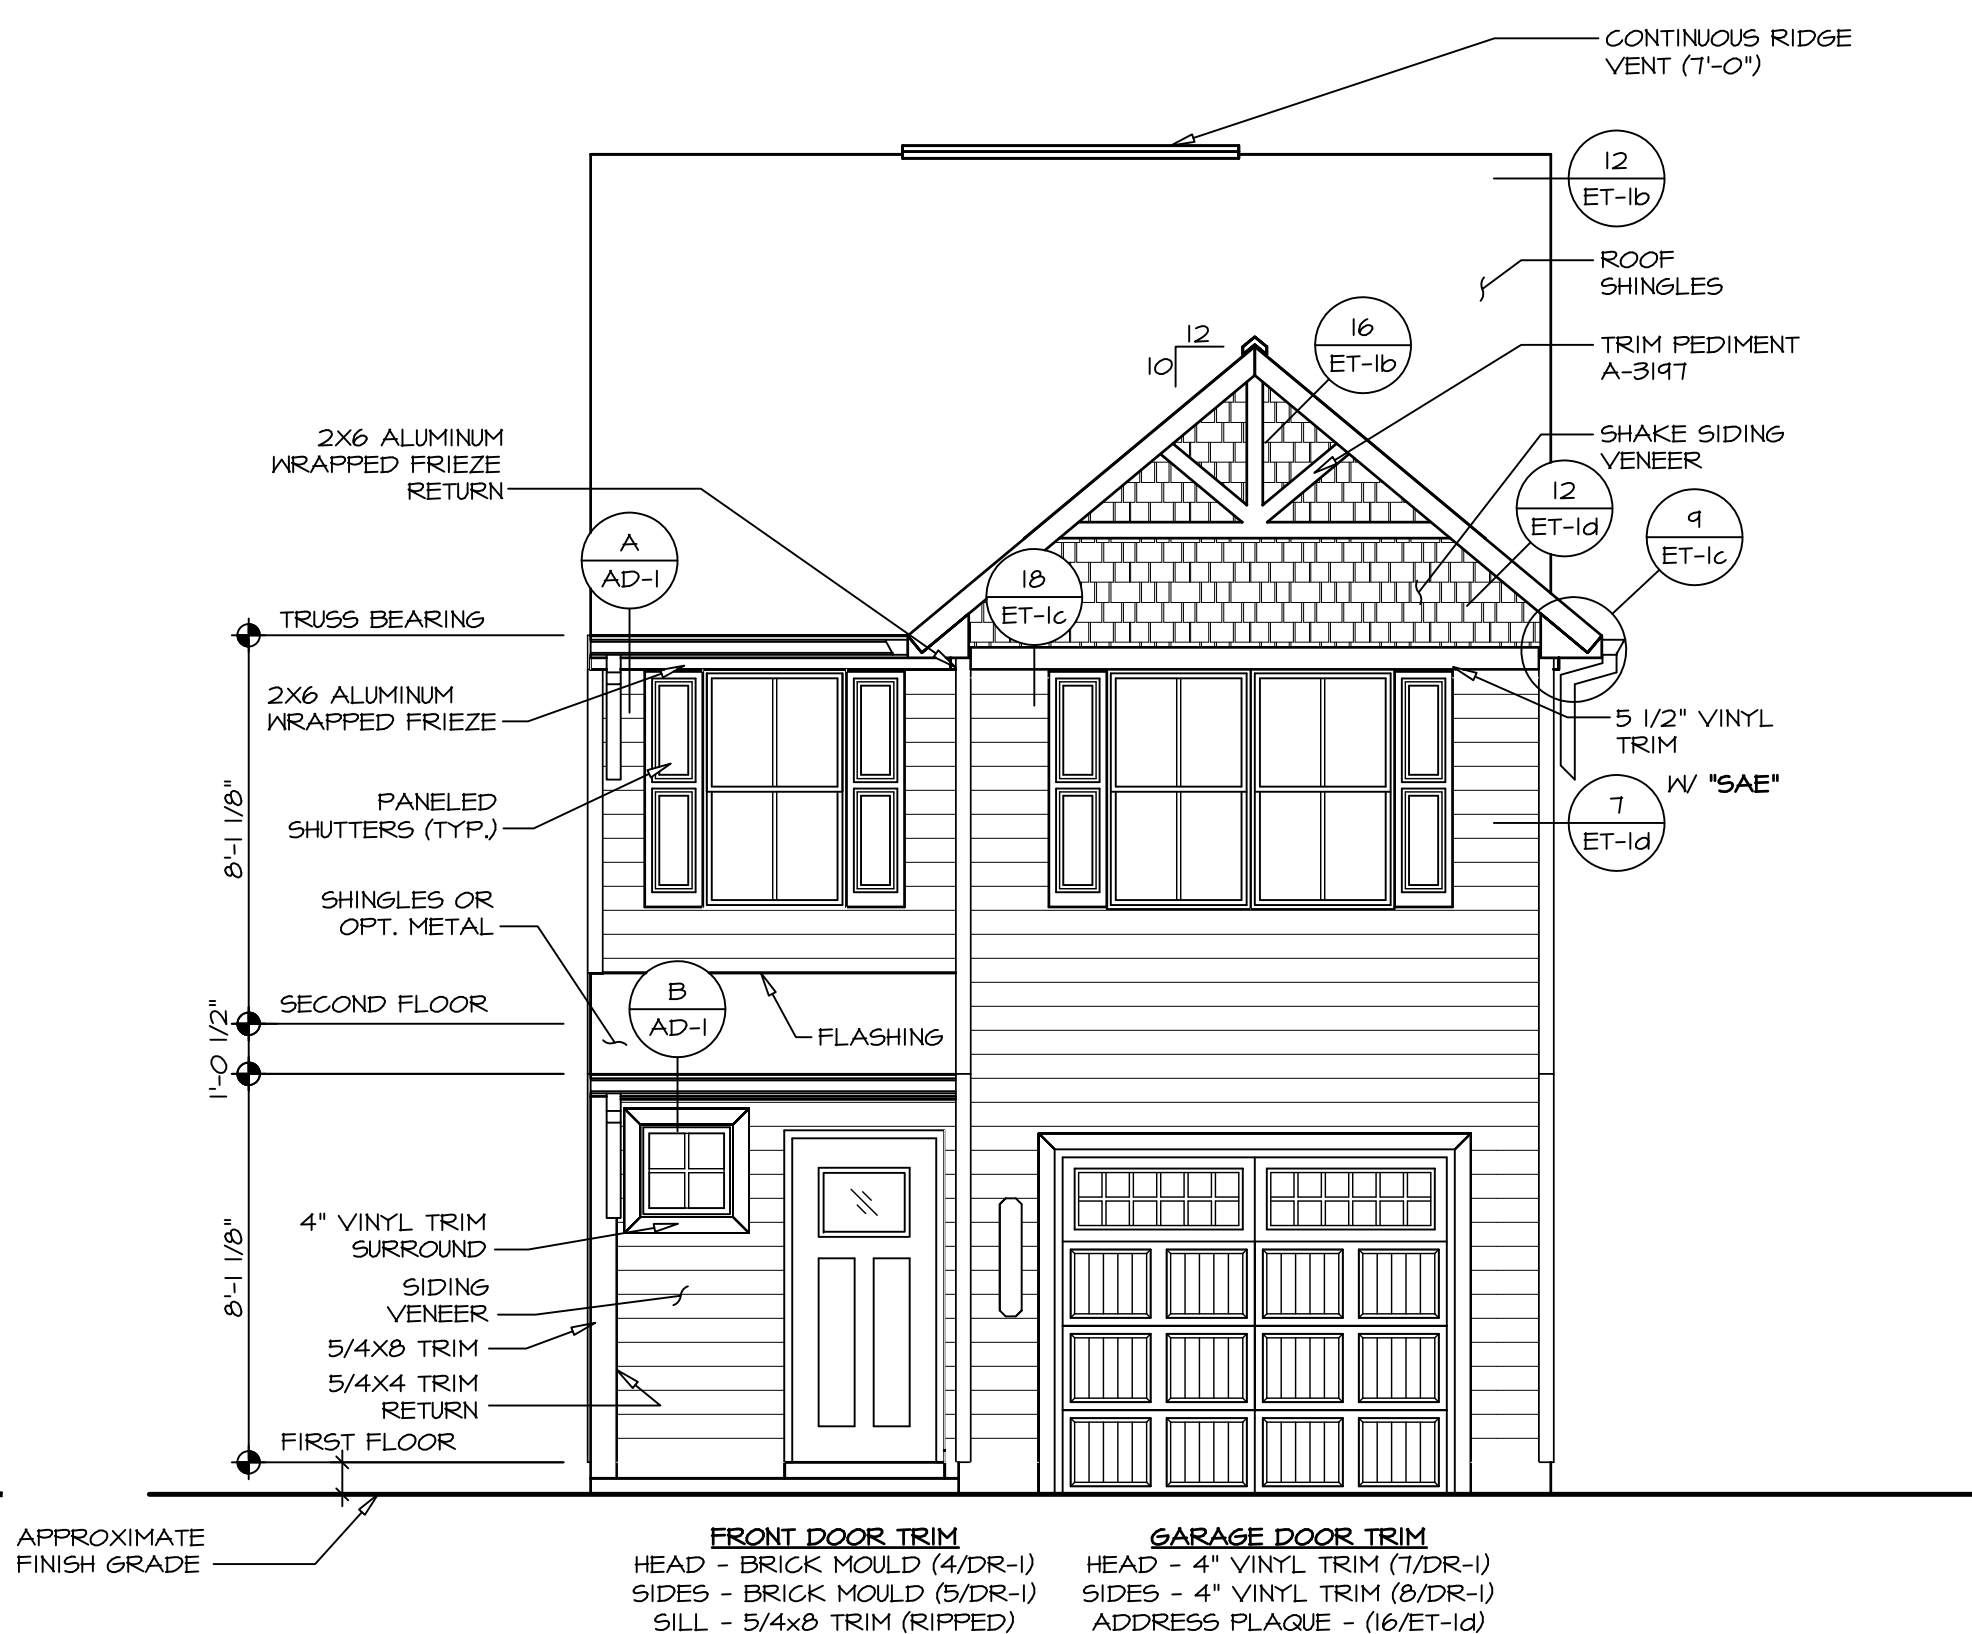 CONTINUOUS RIDGE
VENT (7'-0")
12
ET-1b
ROOF
SHINGLES
12
10
16
ET-1b
TRIM PEDIMENT
A-3197
2X6 ALUMINUM
WRAPPED FRIEZE
RETURN
SHAKE SIDING
VENEER
12
ET-1d
9
ET-1c
A
AD-1
18
ET-1c
TRUSS BEARING
2X6 ALUMINUM
WRAPPED FRIEZE
5 1/2" VINYL
TRIM
W/ "SAE"
7
ET-1d
8'-1 1/8"
PANELED
SHUTTERS (TYP.)
SHINGLES OR
OPT. METAL
SECOND FLOOR
B
AD-1
FLASHING
1'-0 1/2"
8'-1 1/8"
4" VINYL TRIM
SURROUND
SIDING
VENEER
5/4X8 TRIM
5/4X4 TRIM
RETURN
FIRST FLOOR
APPROXIMATE
FINISH GRADE
FRONT DOOR TRIM
HEAD - BRICK MOULD (4/DR-1)
SIDES - BRICK MOULD (5/DR-1)
SILL - 5/4x8 TRIM (RIPPED)
GARAGE DOOR TRIM
HEAD - 4" VINYL TRIM (7/DR-1)
SIDES - 4" VINYL TRIM (8/DR-1)
ADDRESS PLAQUE - (16/ET-1d)